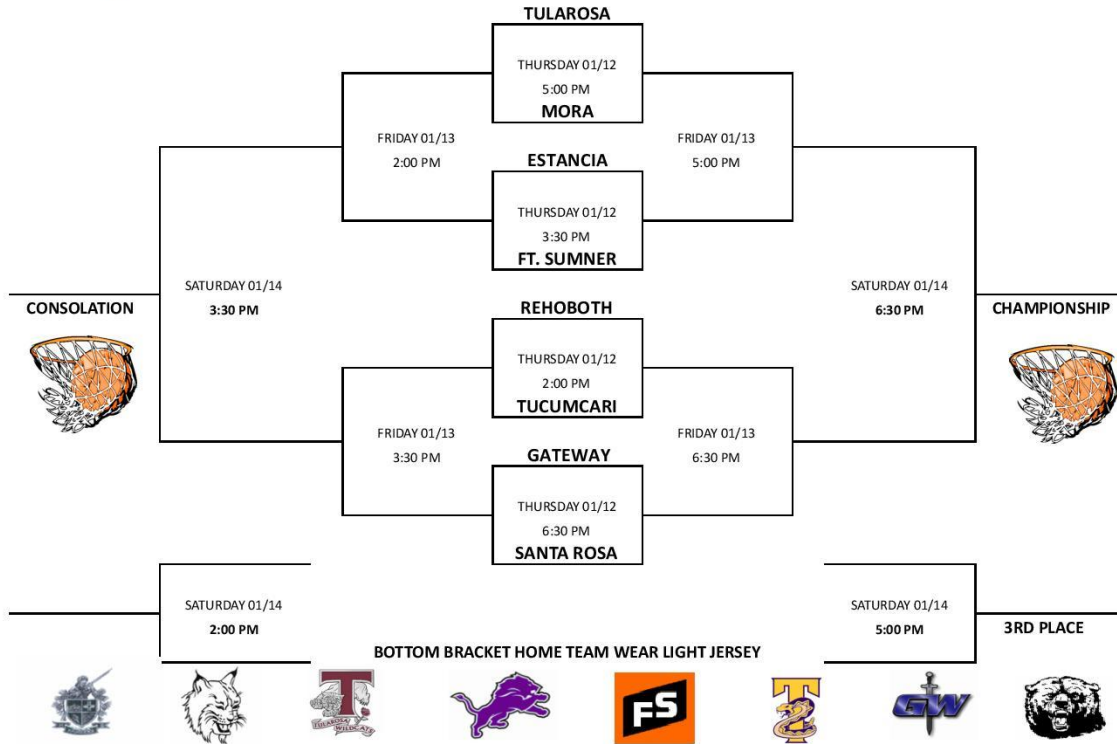 TULAROSA
THURSDAY 01/12
5:00 PM
MORA
FRIDAY 01/13
2:00 PM
FRIDAY 01/13
5:00 PM
ESTANCIA
THURSDAY 01/12
3:30 PM
FT. SUMNER
SATURDAY 01/14
3:30 PM
CONSOLATION
SATURDAY 01/14
6:30 PM
CHAMPIONSHIP
REHOBOTH
THURSDAY 01/12
2:00 PM
TUCUMCARI
FRIDAY 01/13
3:30 PM
FRIDAY 01/13
6:30 PM
GATEWAY
THURSDAY 01/12
6:30 PM
SANTA ROSA
SATURDAY 01/14
2:00 PM
SATURDAY 01/14
5:00 PM
3RD PLACE
BOTTOM BRACKET HOME TEAM WEAR LIGHT JERSEY
T
TULAROSA
WILDCATS
FS
T
GW